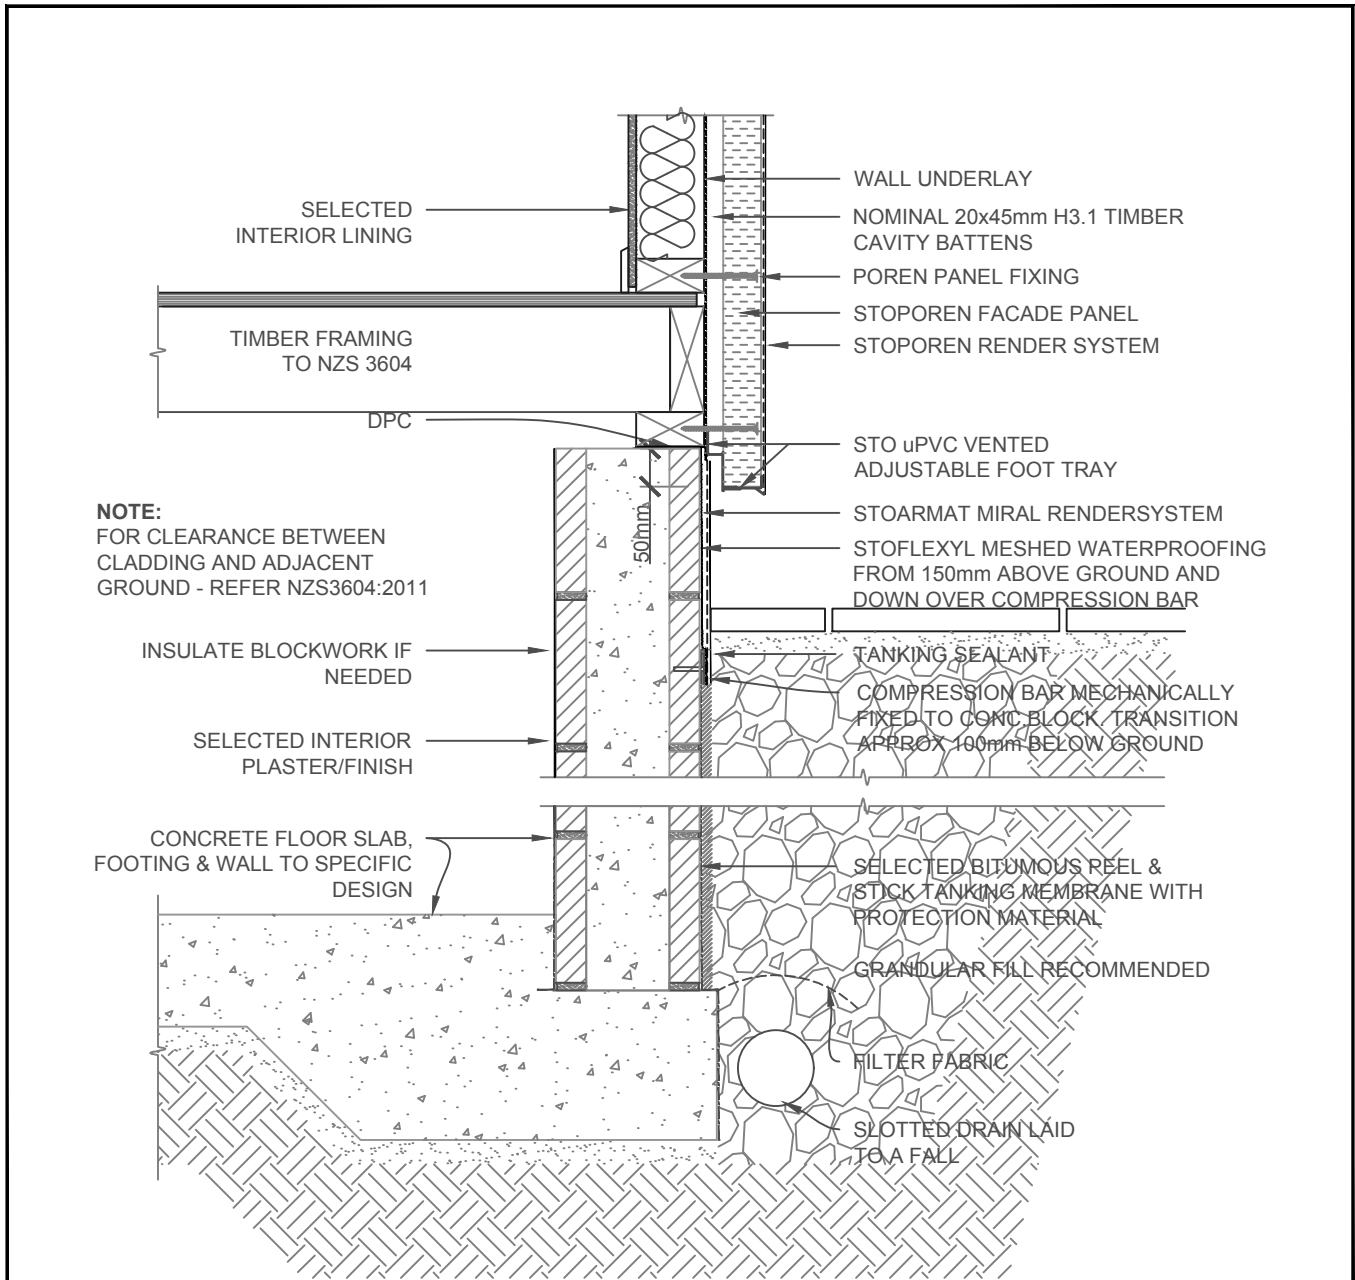 SELECTED
INTERIOR LINING
TIMBER FRAMING
TO NZS 3604
DPC
NOTE:
FOR CLEARANCE BETWEEN
CLADDING AND ADJACENT
GROUND - REFER NZS3604:2011
INSULATE BLOCKWORK IF
NEEDED
SELECTED INTERIOR
PLASTER/FINISH
CONCRETE FLOOR SLAB,
FOOTING & WALL TO SPECIFIC
DESIGN
50mm
WALL UNDERLAY
NOMINAL 20x45mm H3.1 TIMBER
CAVITY BATTENS
POREN PANEL FIXING
STOPOREN FACADE PANEL
STOPOREN RENDER SYSTEM
STO uPVC VENTED
ADJUSTABLE FOOT TRAY
STOARMAT MIRAL RENDERSYSTEM
STOFLEXYL MESHED WATERPROOFING
FROM 150mm ABOVE GROUND AND
DOWN OVER COMPRESSION BAR
TANKING SEALANT
COMPRESSION BAR MECHANICALLY
FIXED TO CONC.BLOCK. TRANSITION
APPROX 100mm BELOW GROUND
SELECTED BITUMOUS PEEL &
STICK TANKING MEMBRANE WITH
PROTECTION MATERIAL
GRANDULAR FILL RECOMMENDED
FILTER FABRIC
SLOTTED DRAIN LAID
TO A FALL